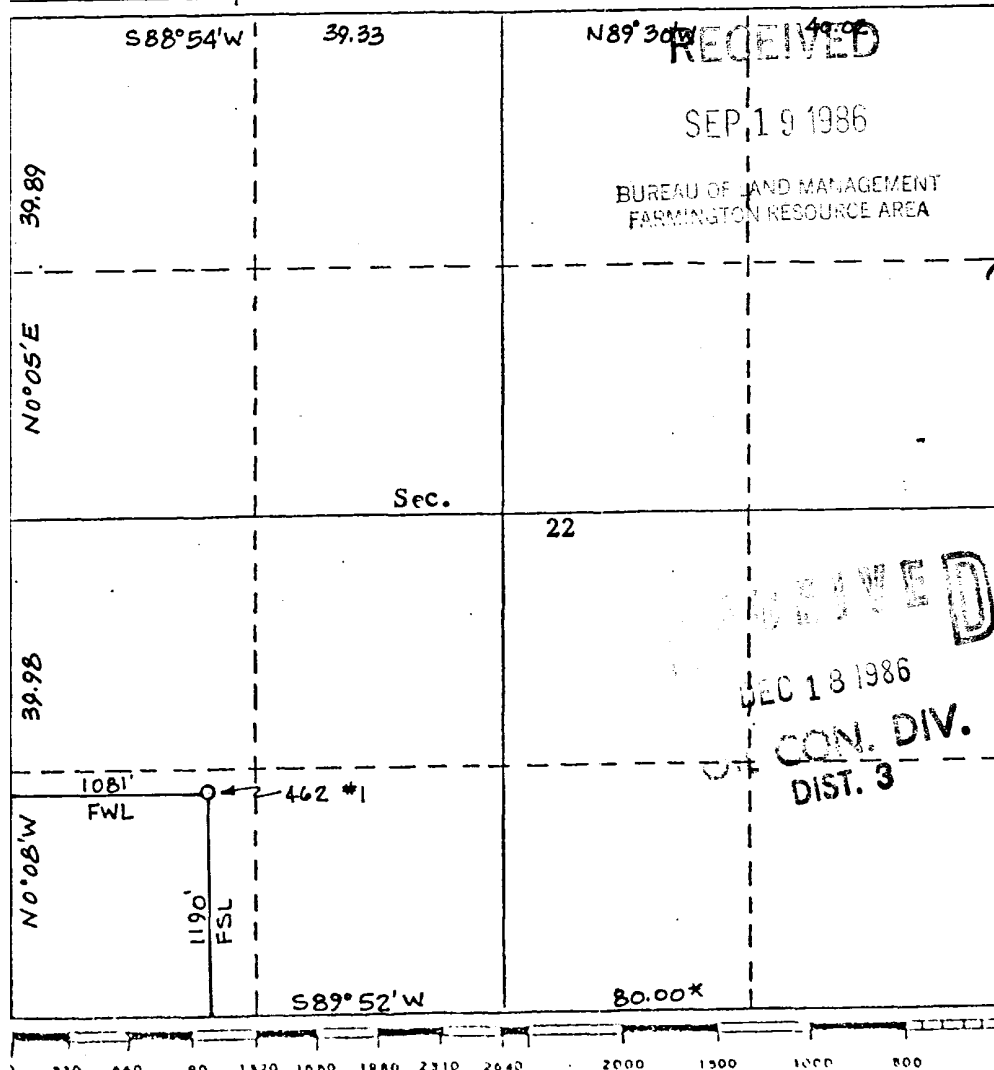 S88°54'W 39.33 N89°30'W
RECEIVED
SEP 19 1986
BUREAU OF LAND MANAGEMENT
FARMINGTON RESOURCE AREA
39.89
N0°05'E
Sec.
22
39.98
DEC 18 1986
CON. DIV.
DIST. 3
1081'
FWL
462 #1
N0°08'W
1190'
FSL
S89°52'W 80.00*
1320 1650 1980 2310 2640 2000 1500 1000